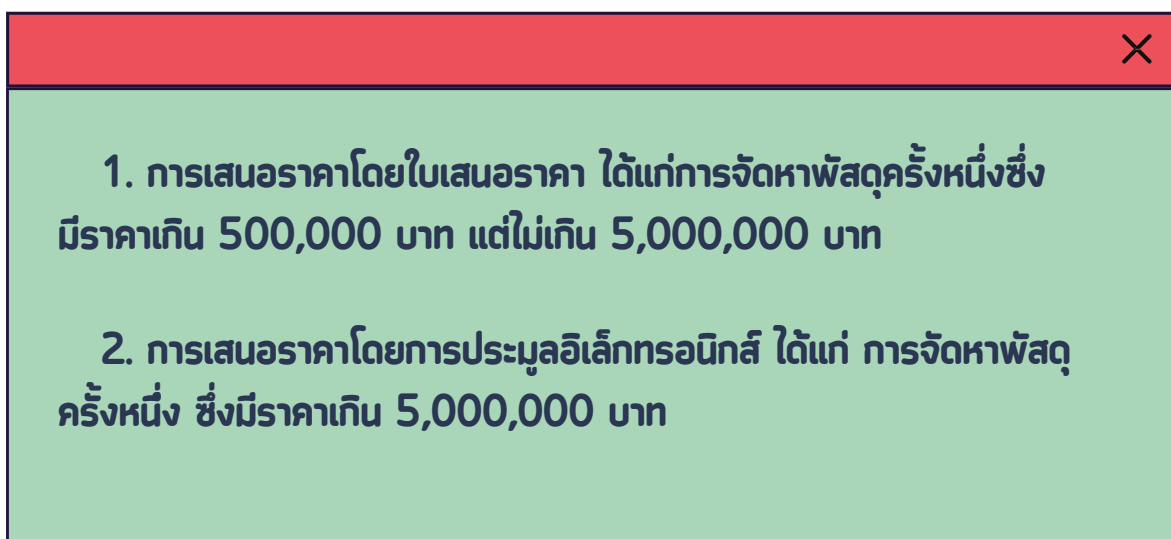 1. การเสนอราคาโดยใบเสนอราคา ได้แก่การจัดหาพัสดุครั้งหนึ่งซึ่ง
มีราคาเกิน 500,000 บาท แต่ไม่เกิน 5,000,000 บาท
2. การเสนอราคาโดยการประมูลอิเล็กทรอนิกส์ ได้แก่ การจัดหาพัสดุ
ครั้งหนึ่ง ซึ่งมีราคาเกิน 5,000,000 บาท